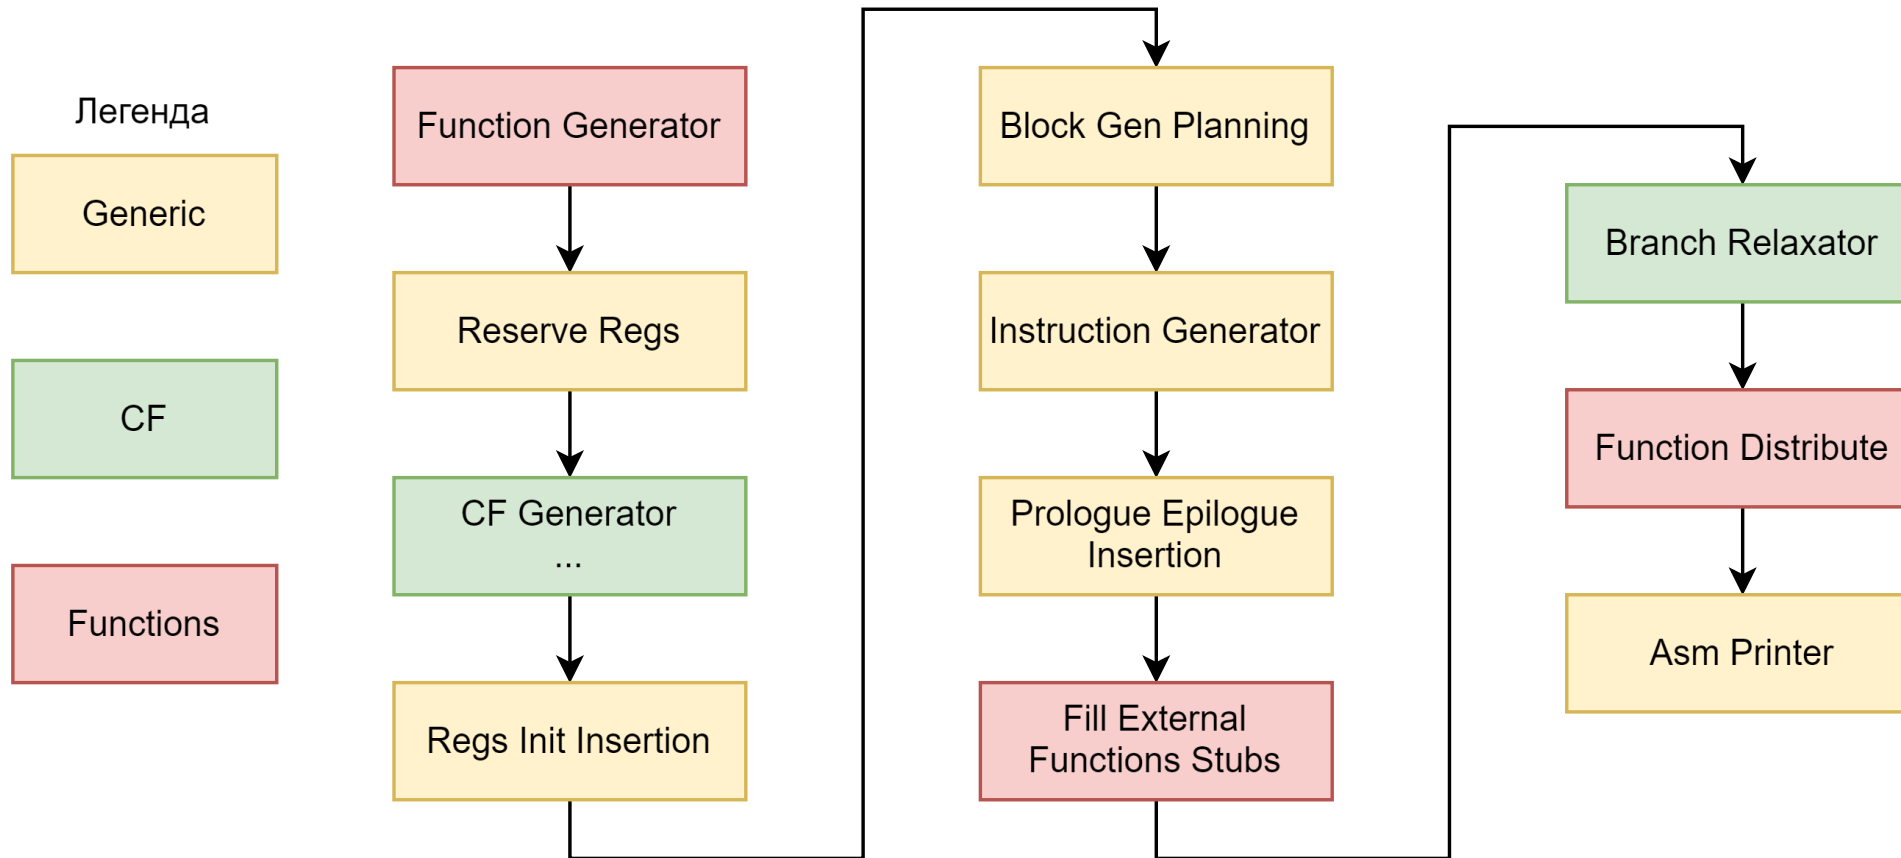 Легенда
Generic
CF
Functions
Function Generator
Reserve Regs
CF Generator
...
Regs Init Insertion
Block Gen Planning
Instruction Generator
Prologue Epilogue
Insertion
Fill External
Functions Stubs
Branch Relaxator
Function Distribute
Asm Printer